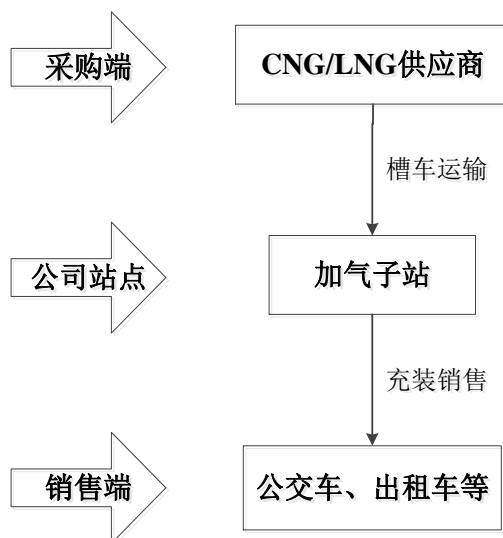 采购端
CNG/LNG供应商
槽车运输
公司站点
加气子站
充装销售
销售端
公交车、出租车等